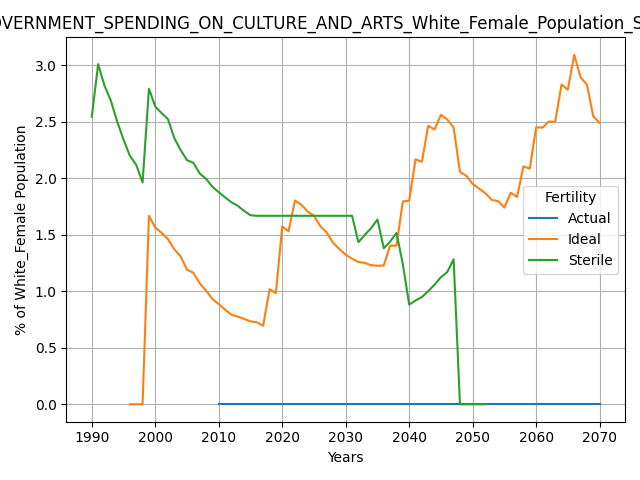 OVERNMENT_SPENDING_ON_CULTURE_AND_ARTS_White_Female_Population_S
3.0
2.5
2.0
1.5
1.0
0.5
0.0
% of White_Female Population
Fertility
Actual
Ideal
Sterile
1990 2000 2010 2020 2030 2040 2050 2060 2070
Years